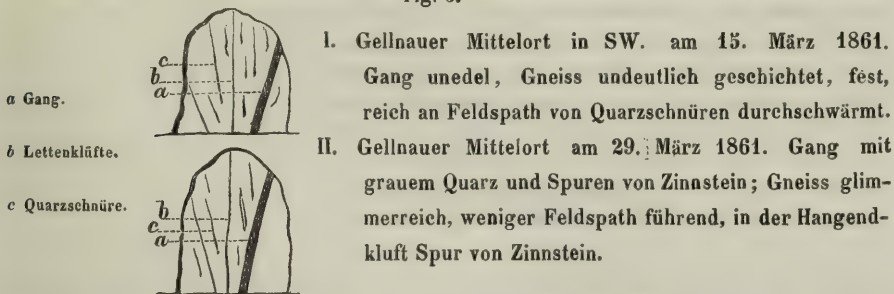 I. Gellnauer Mittelort in SW. am 15. März 1861.
Gang unedel, Gneiss undeutlich geschichtet, fest,
reich an Feldspath von Quarzschnüren durchschwärmt.
II. Gellnauer Mittelort am 29. März 1861. Gang mit
grauem Quarz und Spuren von Zinnstein; Gneiss glim-
merreich, weniger Feldspath führend, in der Hangend-
kluft Spur von Zinnstein.
a Gang.
b Lettenklüfte.
c Quarzschnüre.
c
b
a
b
c
a